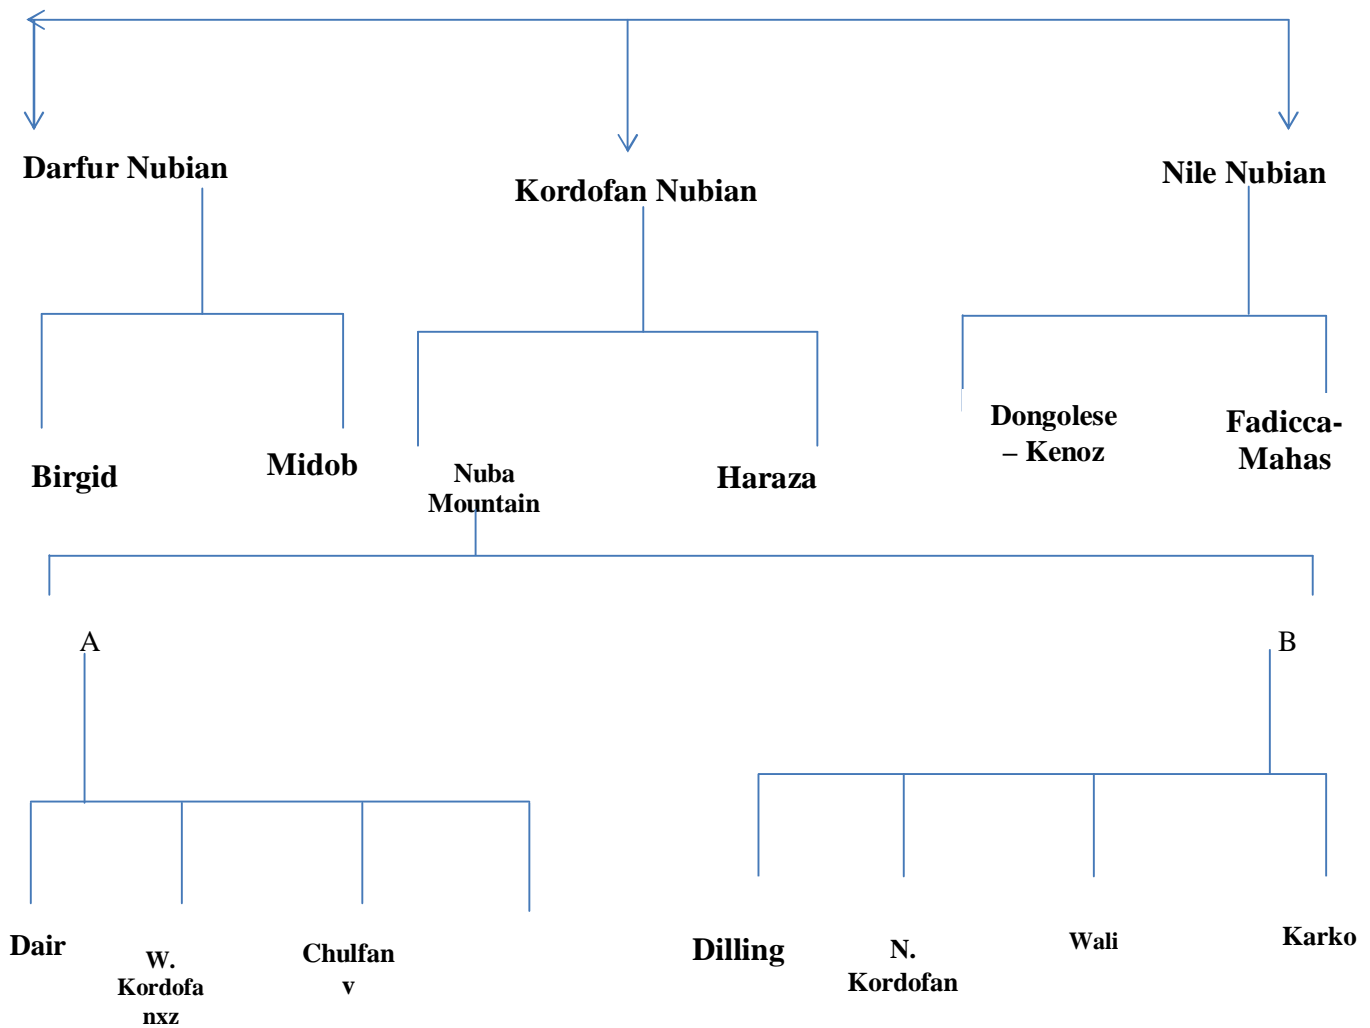 Darfur Nubian
Kordofan Nubian
Nile Nubian
Birgid
Midob
Nuba
Mountain
Haraza
Dongolese
– Kenoz
Fadicca-
Mahas
A
B
Dair
W.
Kordofa
nxz
Chulfan
v
Dilling
N.
Kordofan
Wali
Karko